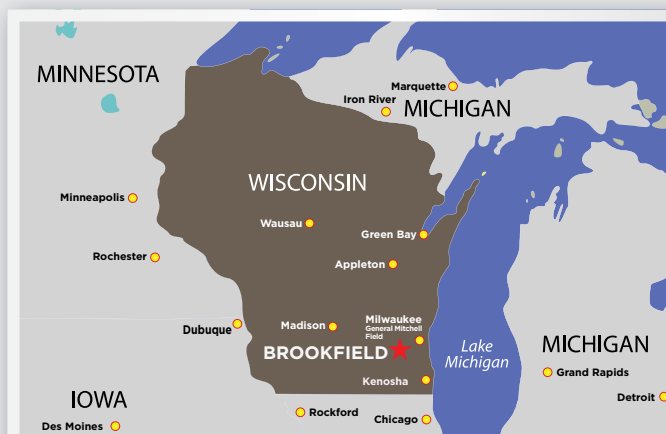 MINNESOTA
Marquette
Iron River
MICHIGAN
WISCONSIN
Minneapolis
Wausau
Green Bay
Rochester
Appleton
Dubuque
Madison
Milwaukee
General Mitchell
Field
BROOKFIELD
Lake
Michigan
MICHIGAN
Kenosha
Grand Rapids
Detroit
IOWA
Rockford
Chicago
Des Moines